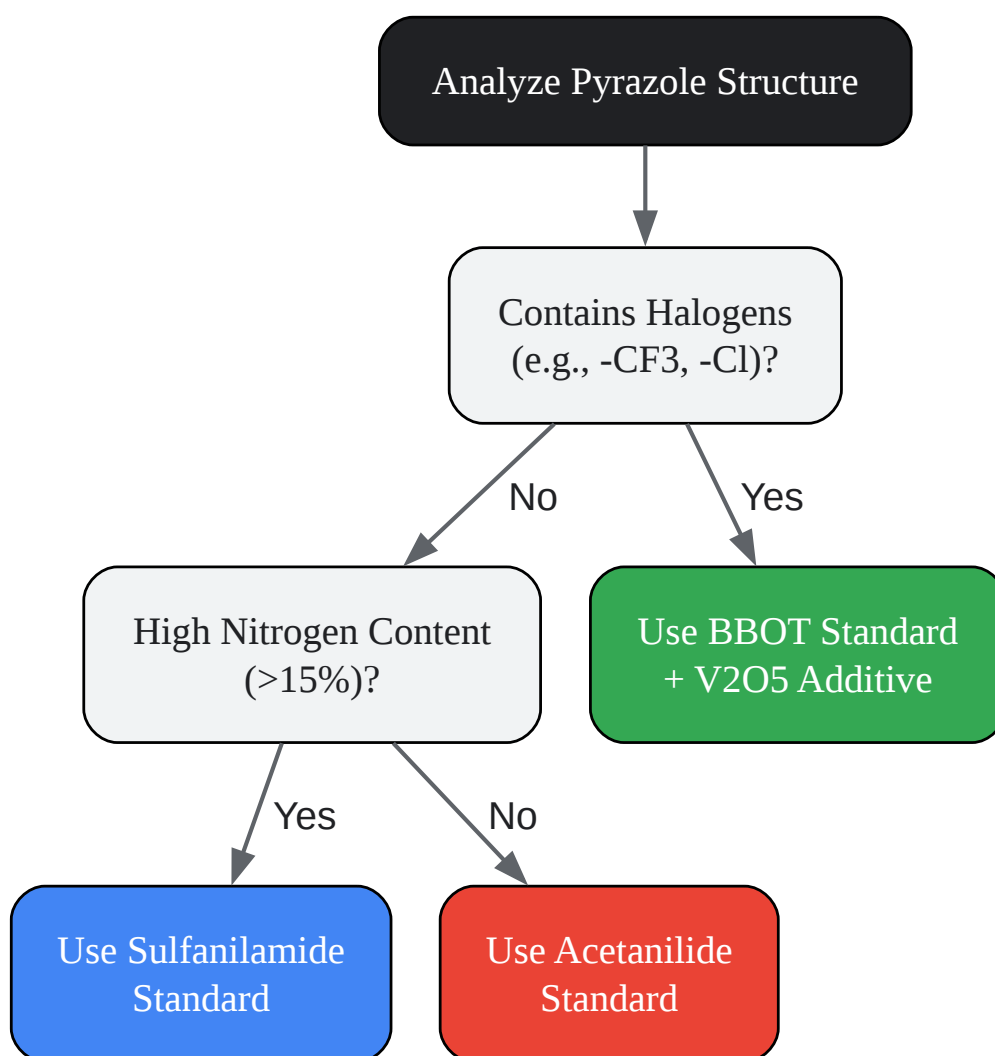 Analyze Pyrazole Structure
Contains Halogens
(e.g., -CF3, -Cl)?
No
Yes
High Nitrogen Content
(>15%)?
Use BBOT Standard
+ V2O5 Additive
Yes
No
Use Sulfanilamide
Standard
Use Acetanilide
Standard